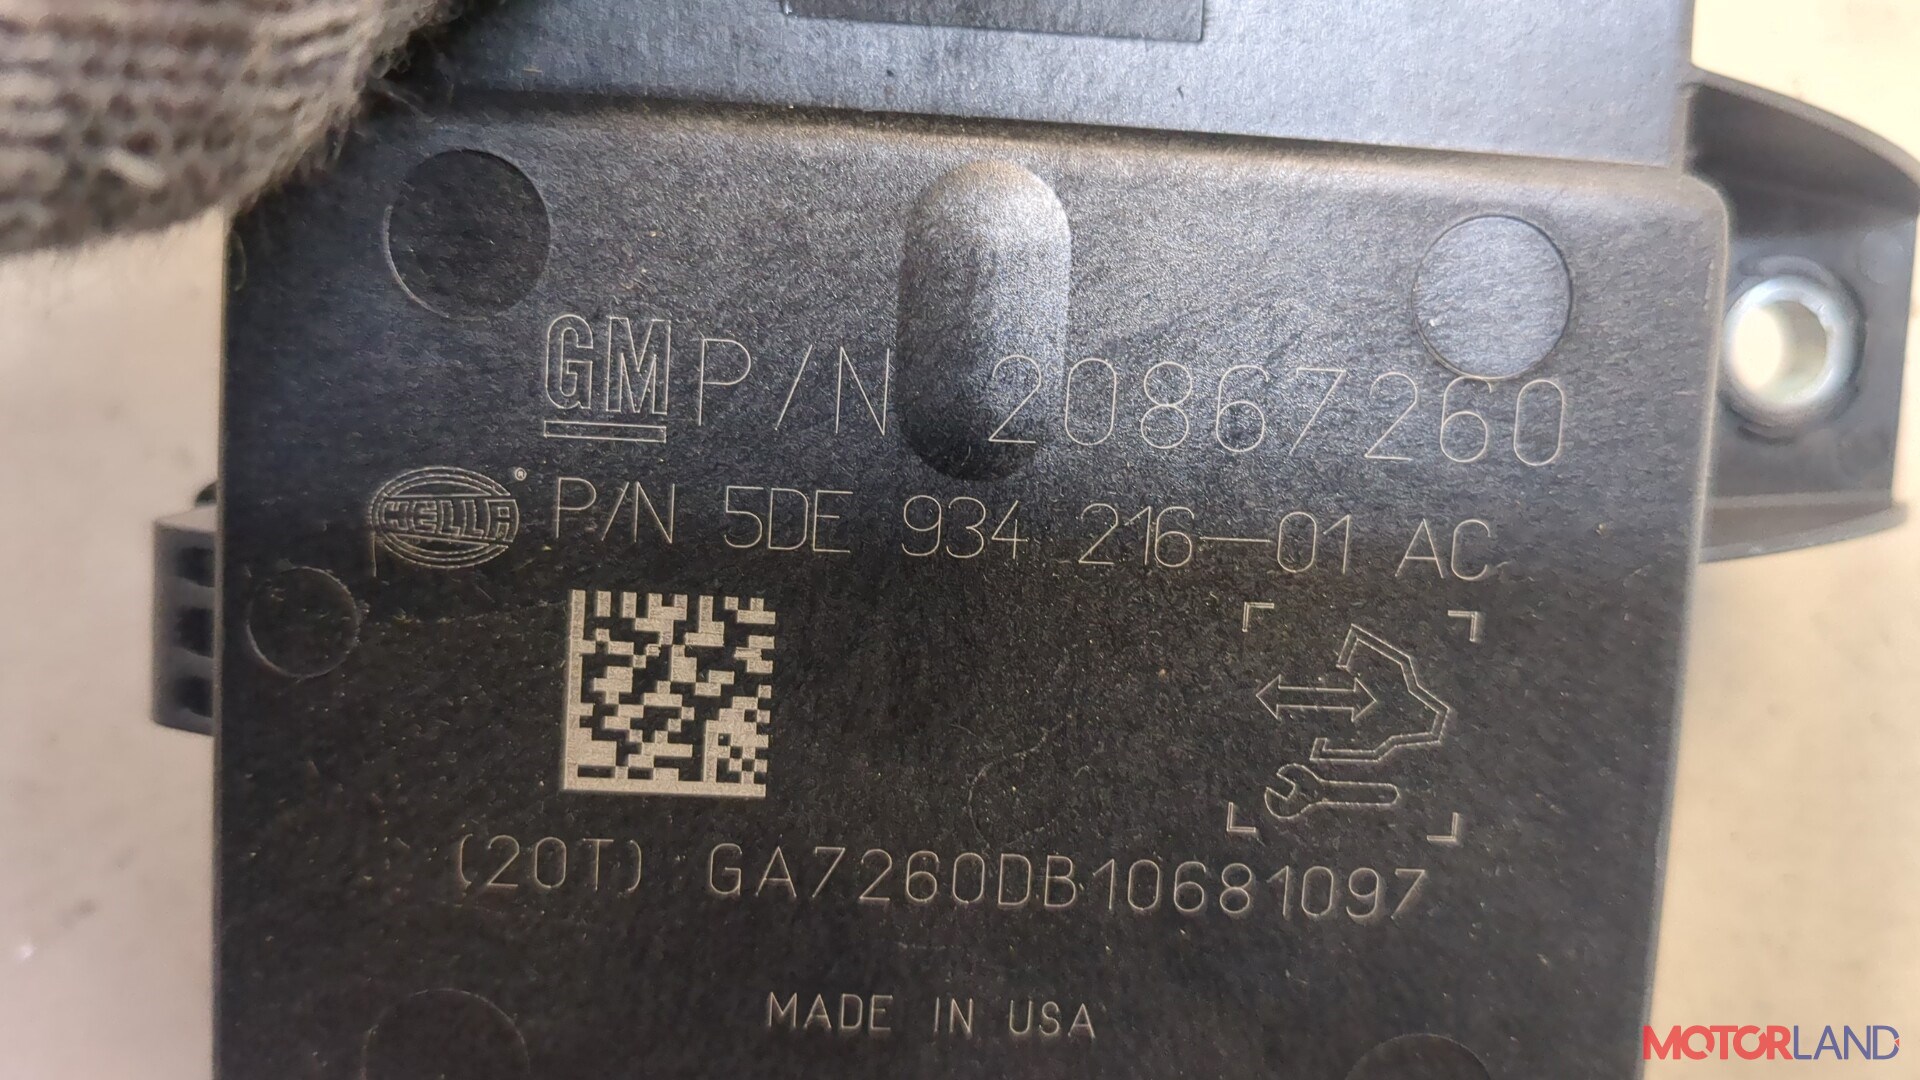 GM P/N 20867260
HELLA® P/N 5DE 934 216-01 AC
(20T) GA7260DB10681097
MADE IN USA
MOTORLAND